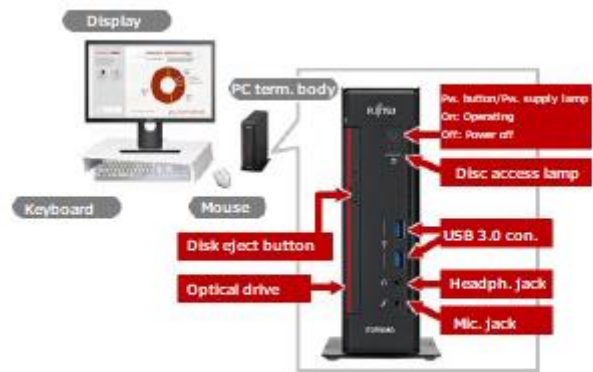 Display
PC term. body
Keyboard
Mouse
FUJITSU
Pw. button/Pw. supply lamp
On: Operating
Off: Power off
Disc access lamp
Disk eject button
USB 3.0 con.
Optical drive
Headph. jack
Mic. jack